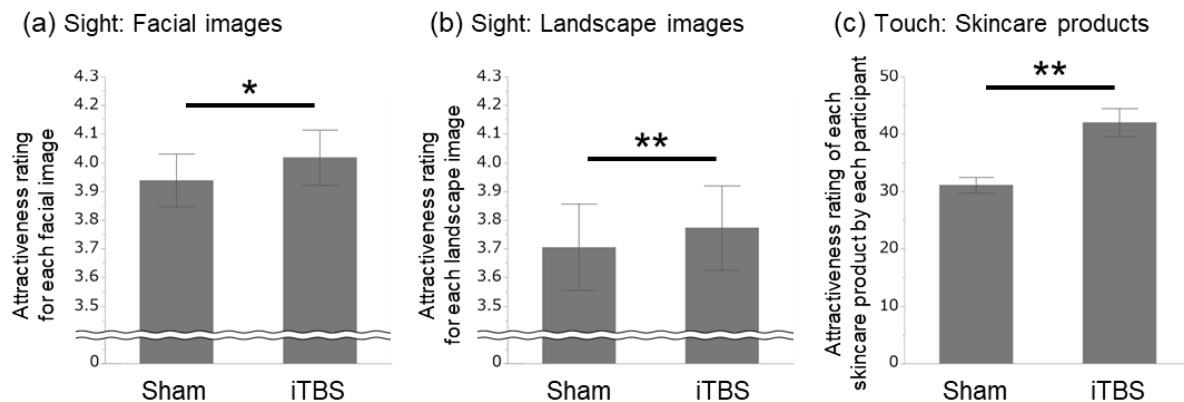 (a) Sight: Facial images
Attractiveness rating
for each facial image
4.3
4.2
4.1
4.0
3.9
3.8
3.7
3.6
3.5
0
*
Sham
iTBS
(b) Sight: Landscape images
Attractiveness rating
for each landscape image
4.3
4.2
4.1
4.0
3.9
3.8
3.7
3.6
3.5
0
**
Sham
iTBS
(c) Touch: Skincare products
Attractiveness rating of each
skincare product by each participant
50
40
30
20
10
0
**
Sham
iTBS